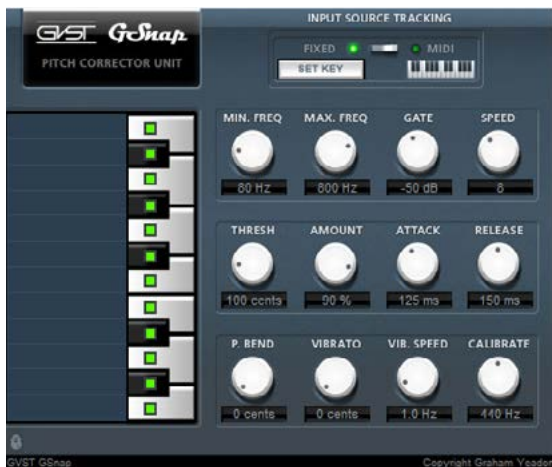 GVST GSnap
PITCH CORRECTOR UNIT
INPUT SOURCE TRACKING
FIXED MIDI
SET KEY
MIN. FREQ MAX. FREQ GATE SPEED
80 Hz 800 Hz -50 dB 8
THRESH AMOUNT ATTACK RELEASE
100 cents 90 % 125 ms 150 ms
P. BEND VIBRATO VIB. SPEED CALIBRATE
0 cents 0 cents 1.0 Hz 440 Hz
GVST GSnap Copyright Graham Yeadon